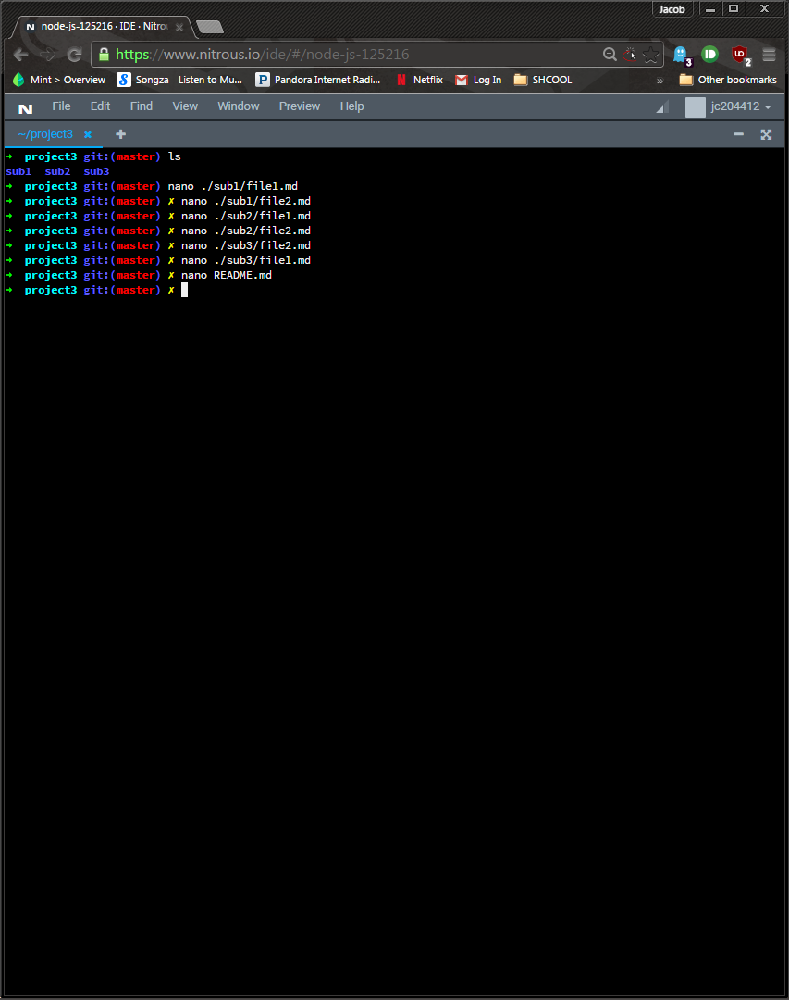 Jacob
node-js-125216 · IDE · Nitro
https://www.nitrous.io/ide/#/node-js-125216
3
2
Mint > Overview Songza - Listen to Mu... Pandora Internet Radi... Netflix Log In SHCOOL » Other bookmarks
File Edit Find View Window Preview Help jc204412
~/project3
➜ project3 git:(master) ls
sub1 sub2 sub3
➜ project3 git:(master) nano ./sub1/file1.md
➜ project3 git:(master) ✗ nano ./sub1/file2.md
➜ project3 git:(master) ✗ nano ./sub2/file1.md
➜ project3 git:(master) ✗ nano ./sub2/file2.md
➜ project3 git:(master) ✗ nano ./sub3/file2.md
➜ project3 git:(master) ✗ nano ./sub3/file1.md
➜ project3 git:(master) ✗ nano README.md
➜ project3 git:(master) ✗